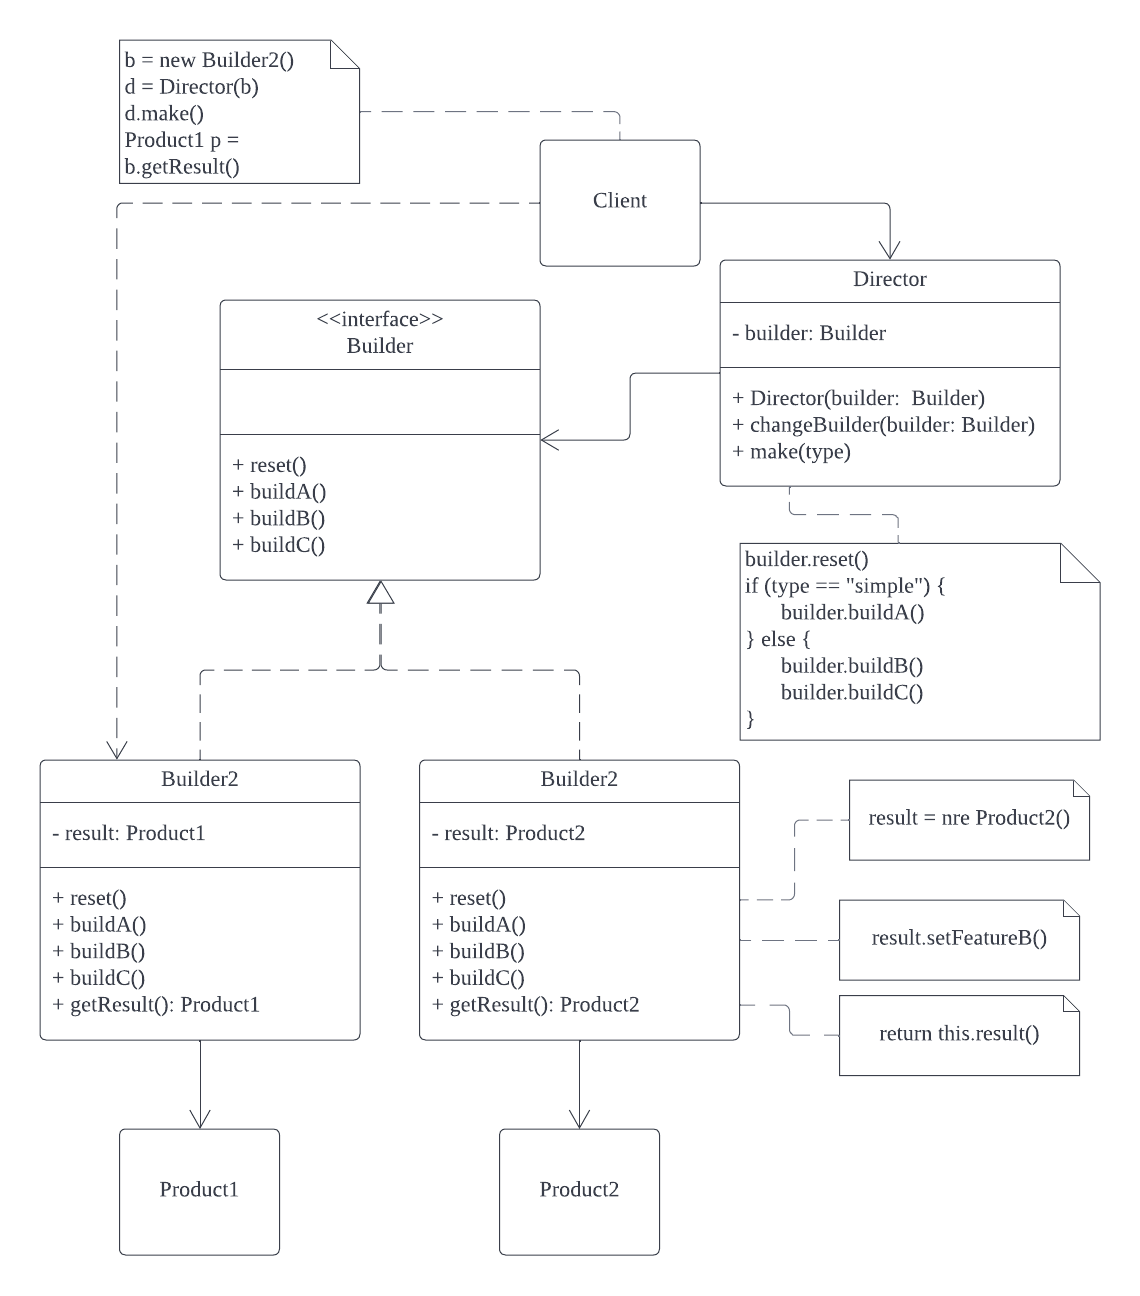 b = new Builder2()
d = Director(b)
d.make()
Product1 p =
b.getResult()
Client
Director
- builder: Builder
+ Director(builder:  Builder)
+ changeBuilder(builder: Builder)
+ make(type)
<<interface>>
Builder
+ reset()
+ buildA()
+ buildB()
+ buildC()
builder.reset()
if (type == "simple") {
builder.buildA()
} else {
builder.buildB()
builder.buildC()
}
Builder2
- result: Product1
+ reset()
+ buildA()
+ buildB()
+ buildC()
+ getResult(): Product1
Builder2
- result: Product2
+ reset()
+ buildA()
+ buildB()
+ buildC()
+ getResult(): Product2
result = nre Product2()
result.setFeatureB()
return this.result()
Product1
Product2